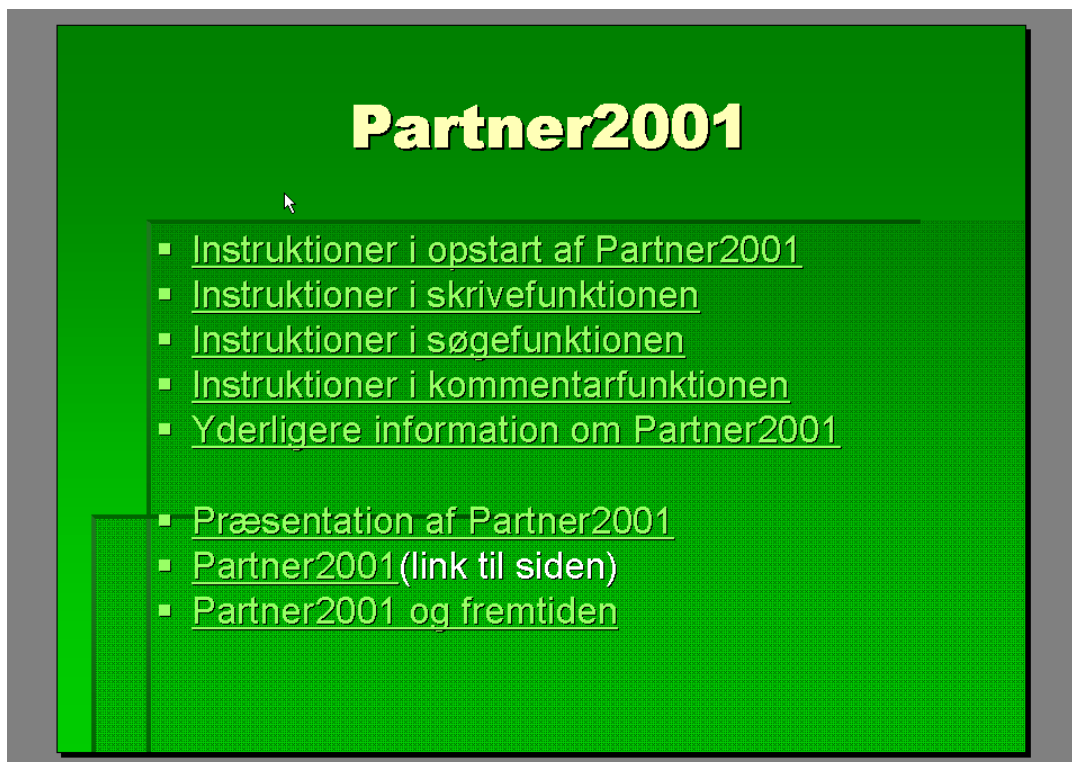 Partner2001
Instruktioner i opstart af Partner2001
Instruktioner i skrivefunktionen
Instruktioner i søgefunktionen
Instruktioner i kommentarfunktionen
Yderligere information om Partner2001
Præsentation af Partner2001
Partner2001(link til siden)
Partner2001 og fremtiden